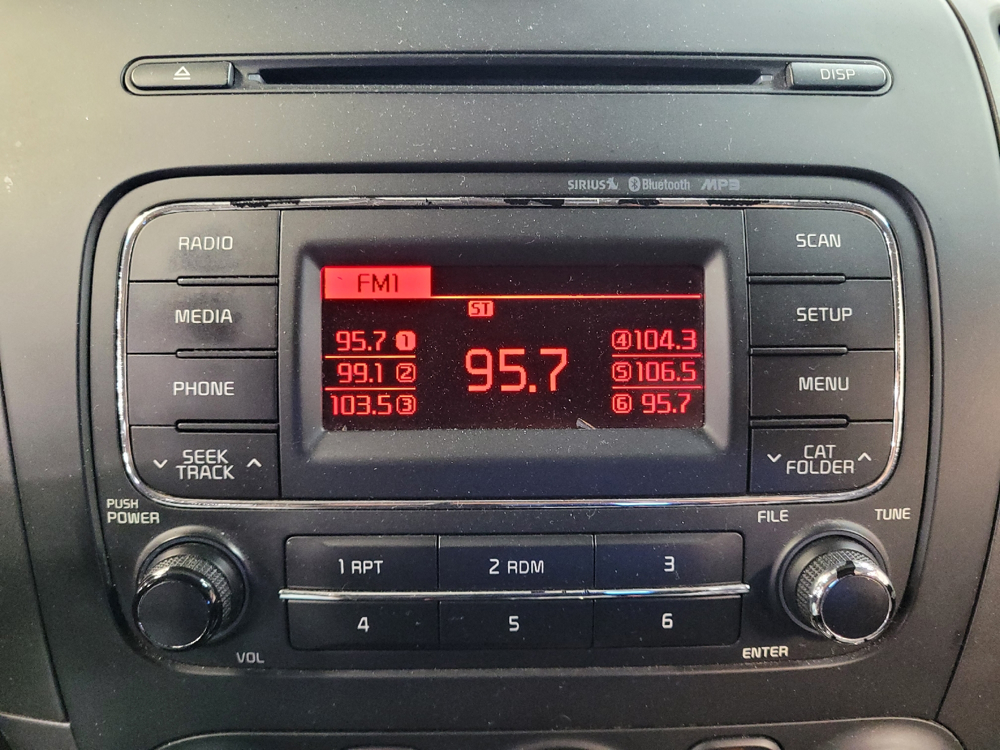 DISP
SIRIUS Bluetooth MP3
RADIO
MEDIA
PHONE
SEEK
TRACK
FM1
ST
95.7 1
99.1 2
103.5 3
95.7
4 104.3
5 106.5
6 95.7
SCAN
SETUP
MENU
CAT
FOLDER
PUSH
POWER
VOL
1 RPT
2 RDM
3
4
5
6
FILE
TUNE
ENTER